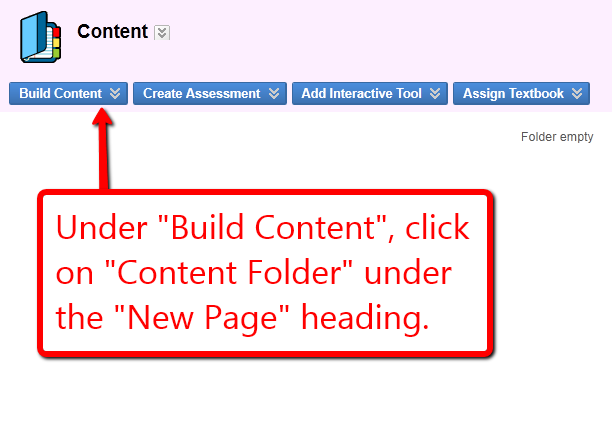 Content
Build Content
Create Assessment
Add Interactive Tool
Assign Textbook
Folder empty
Under "Build Content", click
on "Content Folder" under
the "New Page" heading.